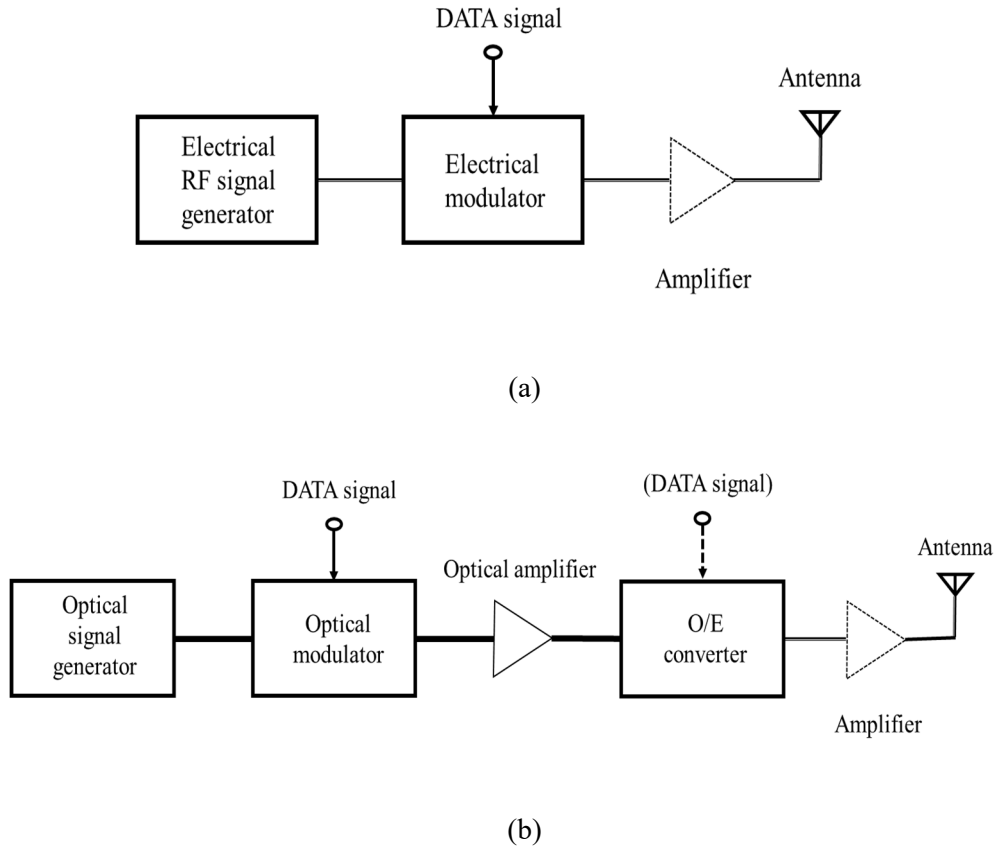 DATA signal
Antenna
Electrical
RF signal
generator
Electrical
modulator
Amplifier
(a)
DATA signal
(DATA signal)
Optical amplifier
Antenna
Optical
signal
generator
Optical
modulator
O/E
converter
Amplifier
(b)